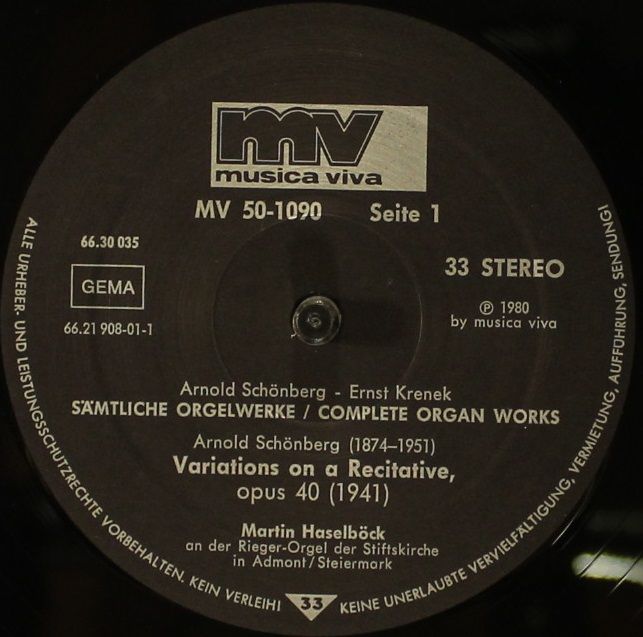 mv
musica viva
MV 50-1090 Seite 1
66.30 035
GEMA
66.21 908-01-1
33 STEREO
℗ 1980
by musica viva
Arnold Schönberg - Ernst Krenek
SÄMTLICHE ORGELWERKE / COMPLETE ORGAN WORKS
Arnold Schönberg (1874–1951)
Variations on a Recitative,
opus 40 (1941)
Martin Haselböck
an der Rieger-Orgel der Stiftskirche
in Admont/Steiermark
ALLE URHEBER- UND LEISTUNGSSCHUTZRECHTE VORBEHALTEN. KEIN VERLEIH! 33 KEINE UNERLAUBTE VERVIELFÄLTIGUNG, VERMIETUNG, AUFFÜHRUNG, SENDUNG!